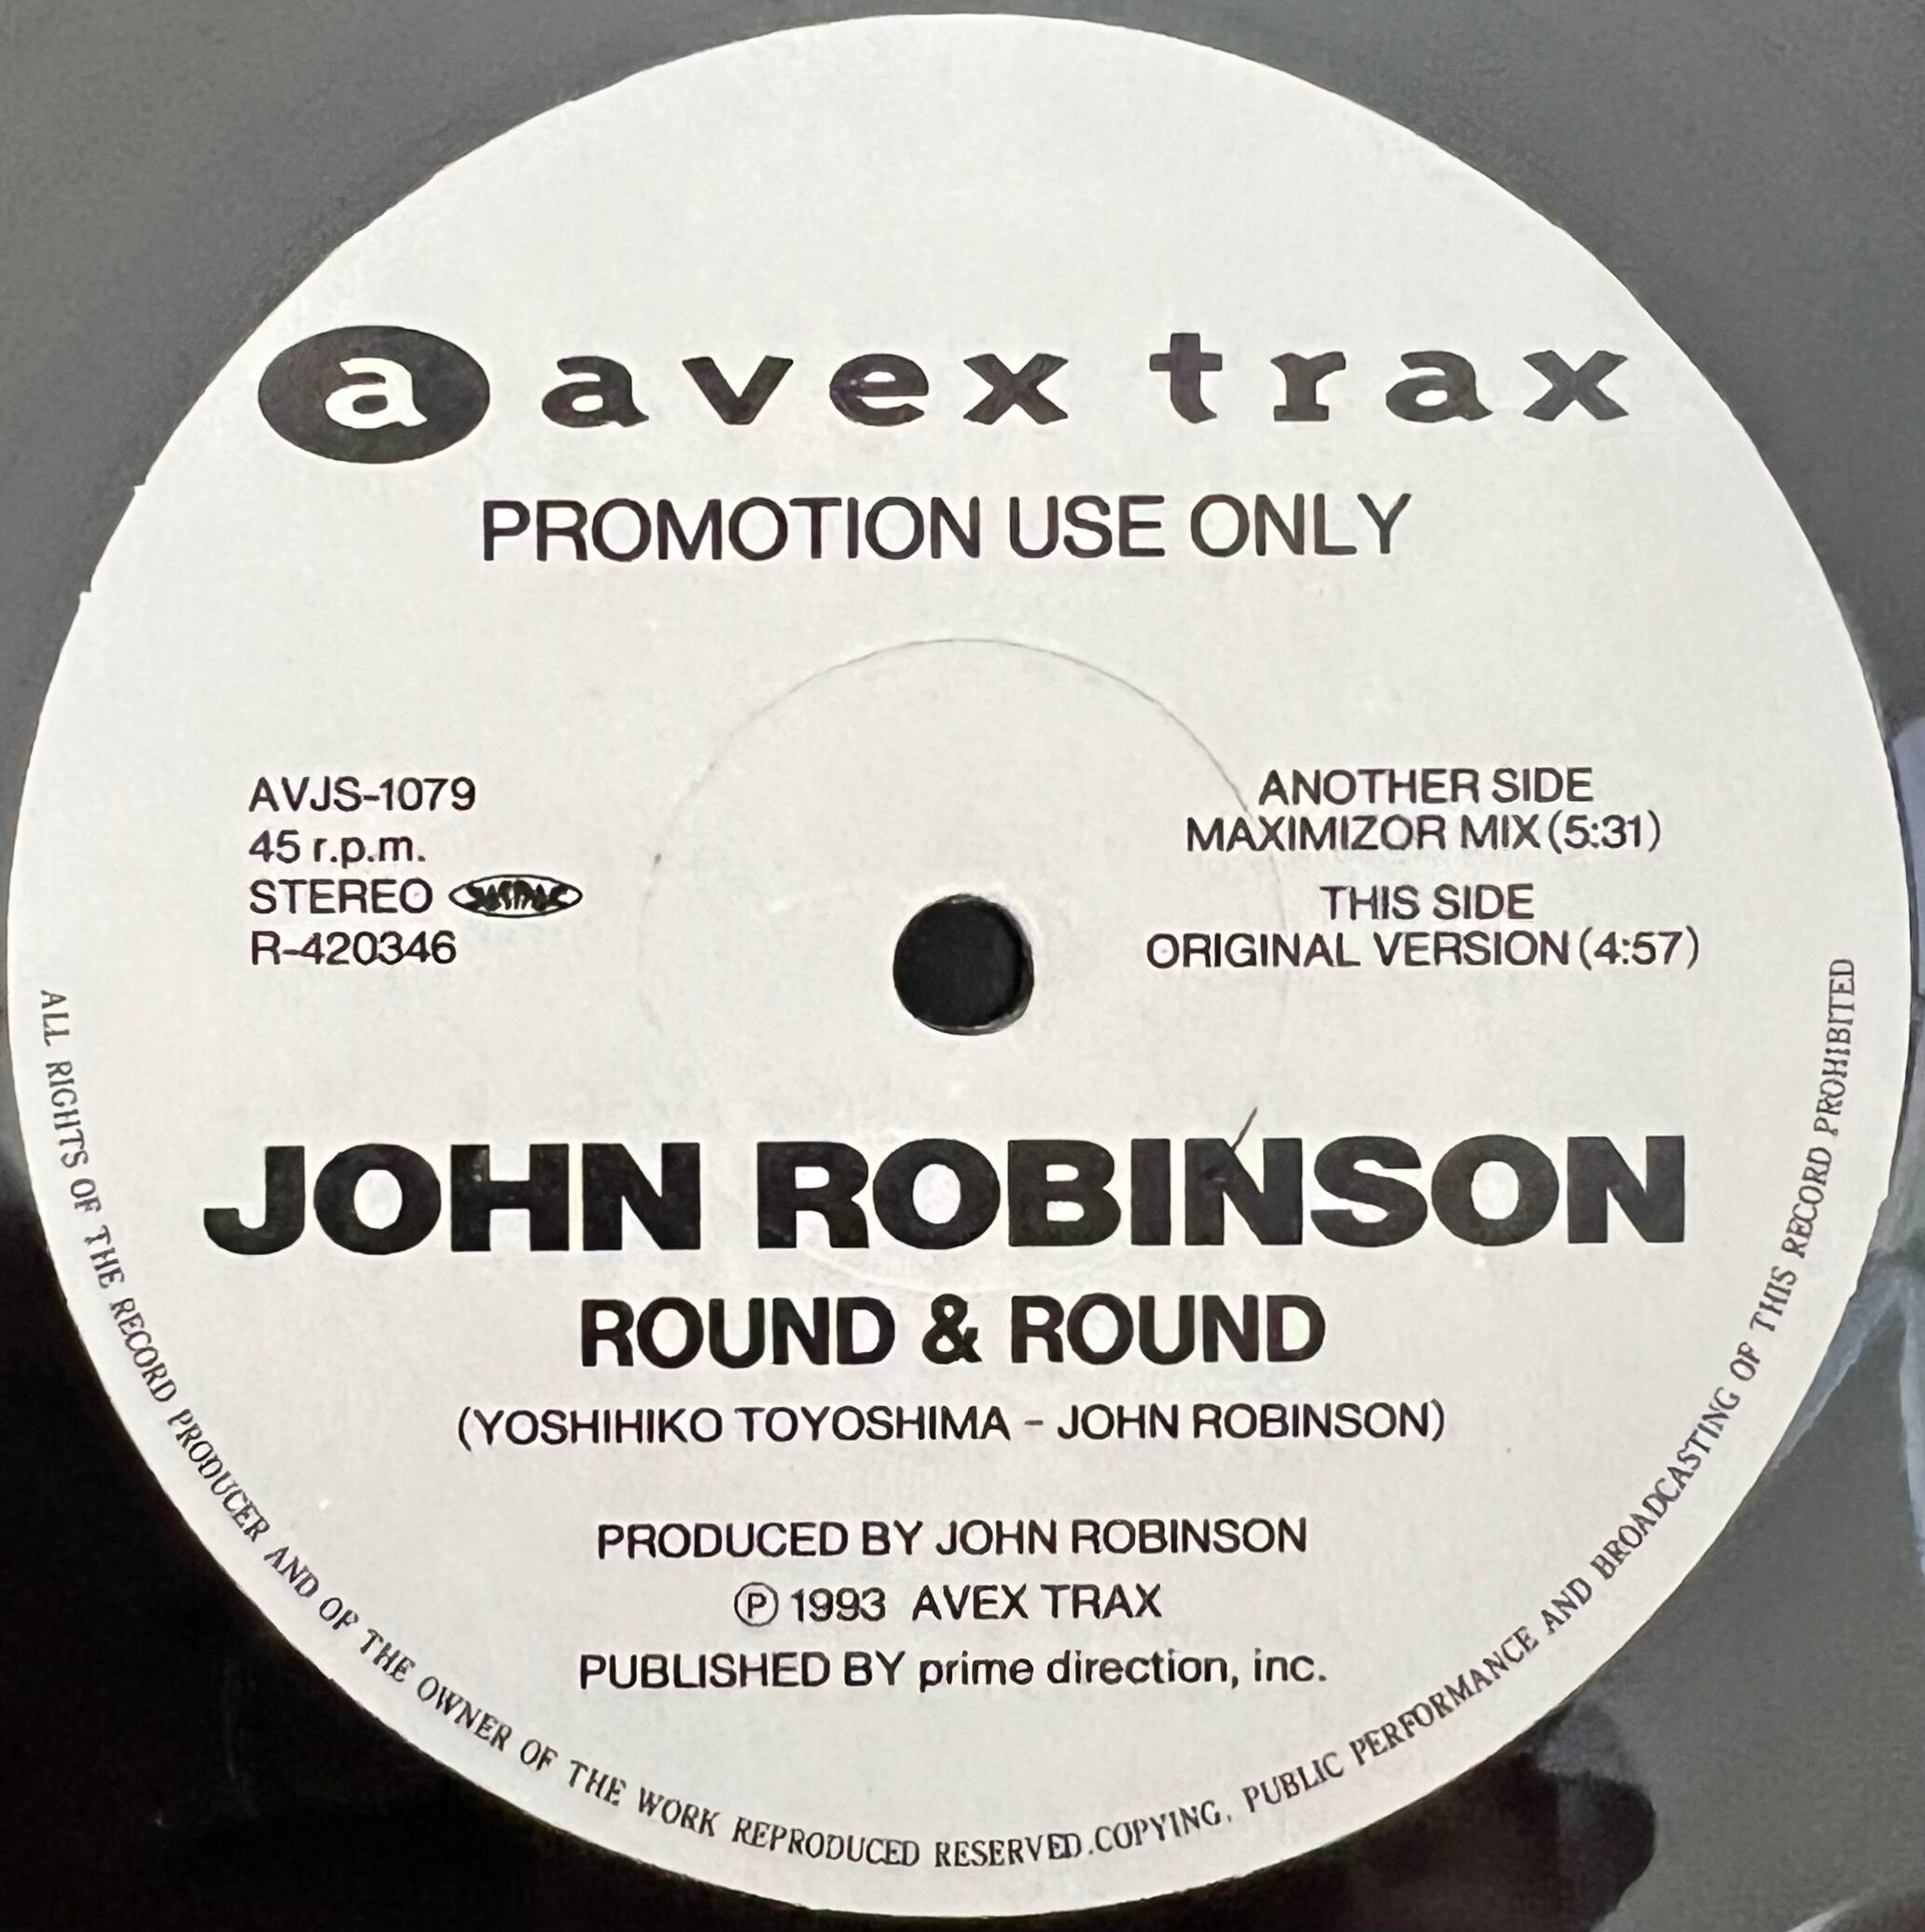 a avex trax
PROMOTION USE ONLY
AVJS-1079
45 r.p.m.
STEREO
R-420346
ANOTHER SIDE
MAXIMIZOR MIX (5:31)
THIS SIDE
ORIGINAL VERSION (4:57)
JOHN ROBINSON
ROUND & ROUND
(YOSHIHIKO TOYOSHIMA - JOHN ROBINSON)
PRODUCED BY JOHN ROBINSON
Ⓟ 1993 AVEX TRAX
PUBLISHED BY prime direction, inc.
ALL RIGHTS OF THE RECORD PRODUCER AND OF THE OWNER OF THE WORK REPRODUCED RESERVED.COPYING, PUBLIC PERFORMANCE AND BROADCASTING OF THIS RECORD PROHIBITED